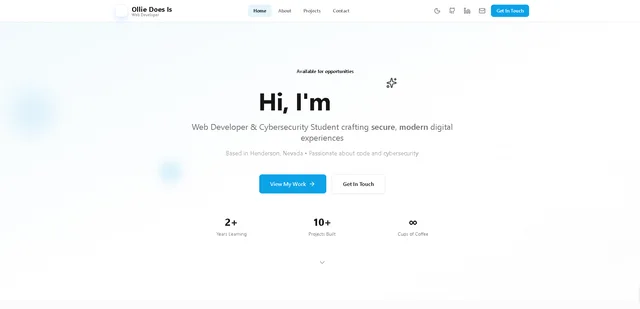 Ollie Does Is
Web Developer
Home About Projects Contact
Get In Touch
Available for opportunities
Hi, I'm
Web Developer & Cybersecurity Student crafting secure, modern digital
experiences
Based in Henderson, Nevada • Passionate about code and cybersecurity
View My Work → Get In Touch
2+ 10+ ∞
Years Learning Projects Built Cups of Coffee